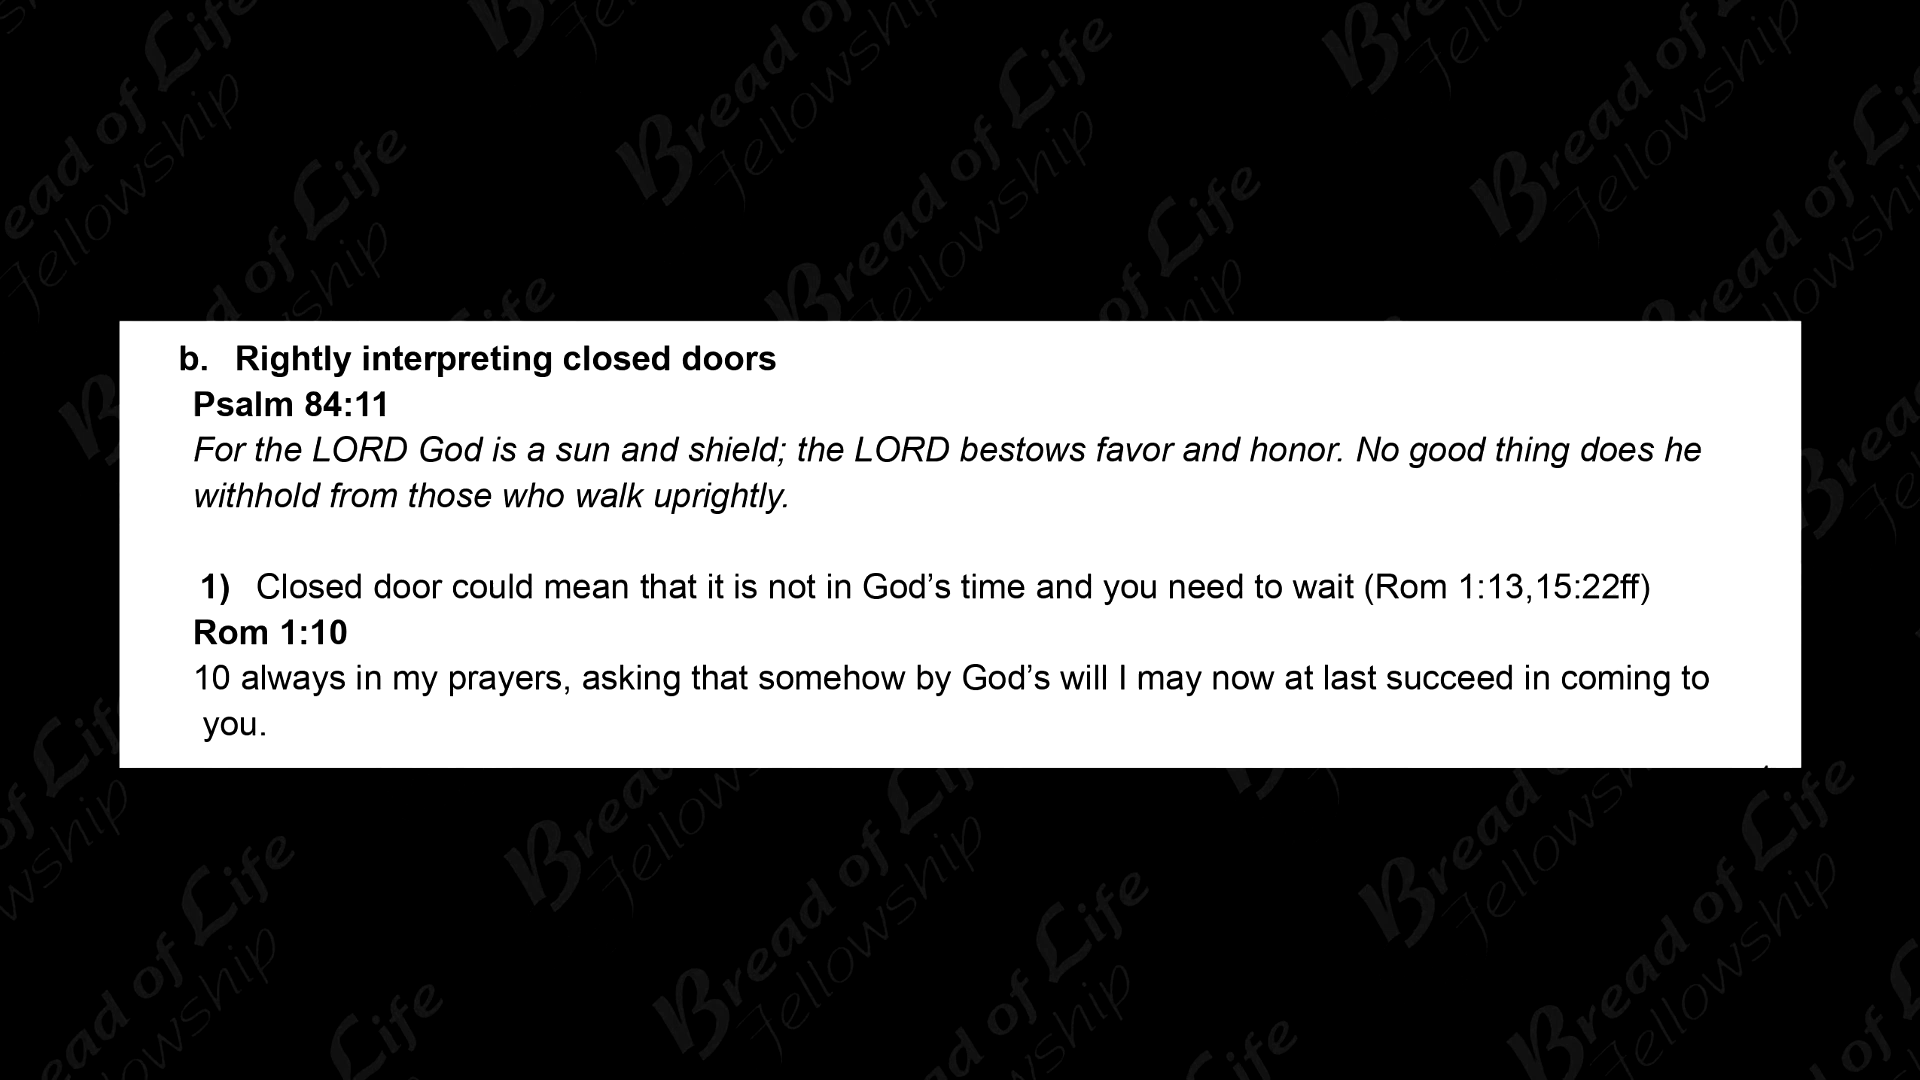 b. Rightly interpreting closed doors
Psalm 84:11
For the LORD God is a sun and shield; the LORD bestows favor and honor. No good thing does he
withhold from those who walk uprightly.
1) Closed door could mean that it is not in God’s time and you need to wait (Rom 1:13,15:22ff)
Rom 1:10
10 always in my prayers, asking that somehow by God’s will I may now at last succeed in coming to
you.
Bread of Life
Fellowship